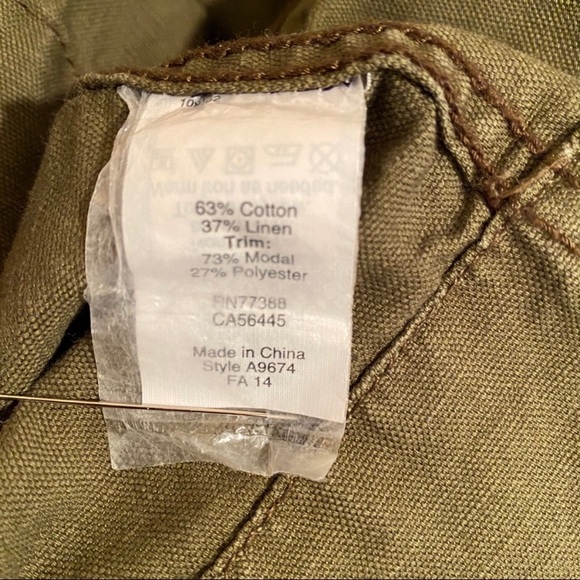 63% Cotton
37% Linen
Trim:
73% Modal
27% Polyester
RN77388
CA56445
Made in China
Style A9674
FA 14